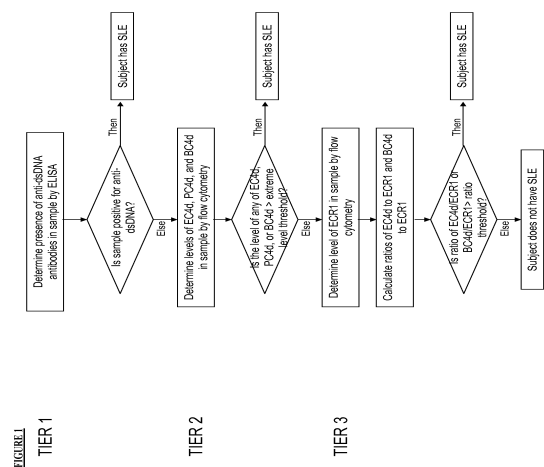 FIGURE 1
TIER 1
Determine presence of anti-dsDNA
antibodies in sample by ELISA
Is sample positive for anti-
dsDNA?
Then
Subject has SLE
Else
TIER 2
Determine levels of EC4d, PC4d, and BC4d
in sample by flow cytometry
Is the level of any of EC4d,
PC4d, or BC4d > extreme
level threshold?
Then
Subject has SLE
Else
TIER 3
Determine level of ECR1 in sample by flow
cytometry
Calculate ratios of EC4d to ECR1 and BC4d
to ECR1
Is ratio of EC4d/ECR1 or
BC4d/ECR1> ratio
threshold?
Then
Subject has SLE
Else
Subject does not have SLE